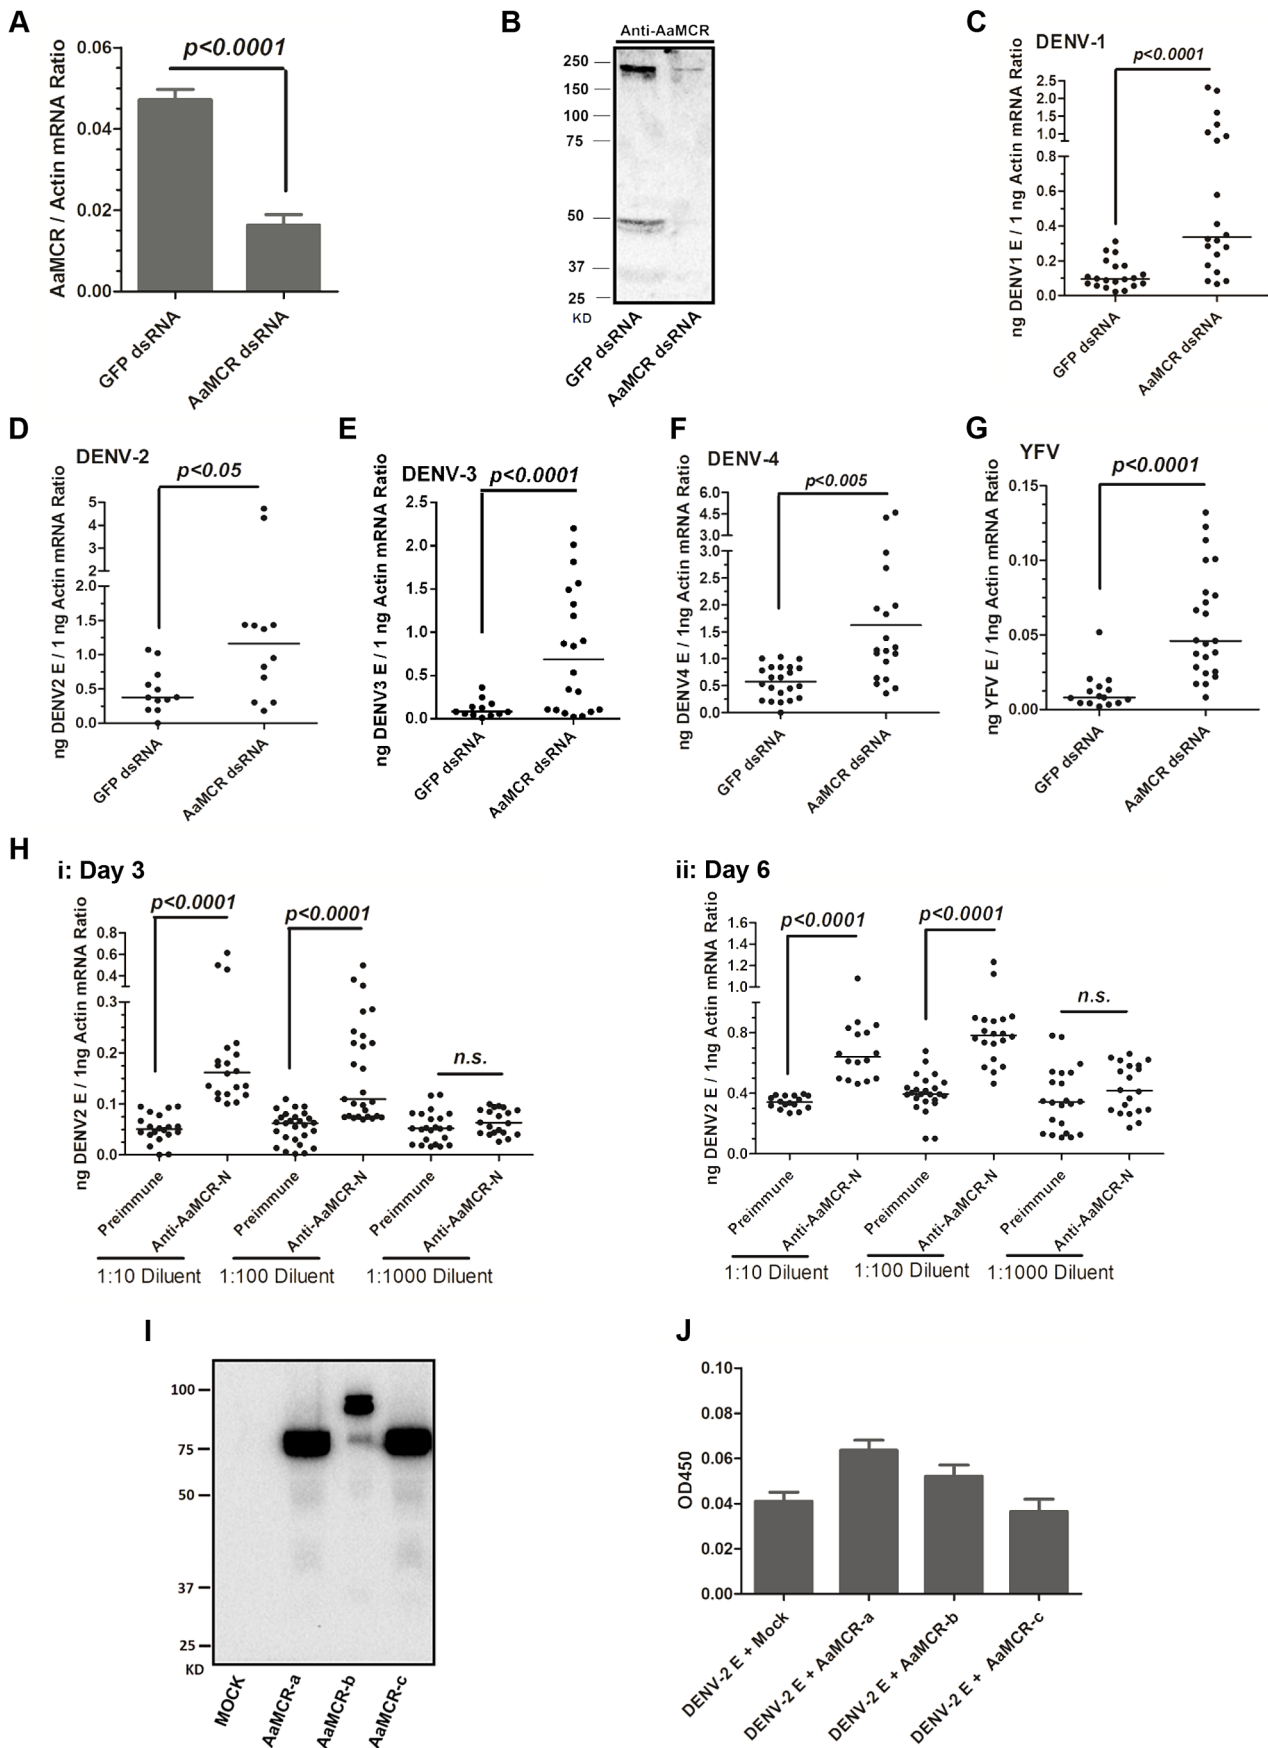 A
p<0.0001
AaMCR / Actin mRNA Ratio
0.06
0.04
0.02
0.00
GFP dsRNA
AaMCR dsRNA
B
Anti-AaMCR
250
150
100
75
50
37
25
KD
GFP dsRNA
AaMCR dsRNA
C
DENV-1
p<0.0001
ng DENV1 E / 1 ng Actin mRNA Ratio
2.5
2.0
1.5
1.0
0.8
0.6
0.4
0.2
0.0
GFP dsRNA
AaMCR dsRNA
D
DENV-2
p<0.05
ng DENV2 E / 1 ng Actin mRNA Ratio
5
4
3
2
2.0
1.5
1.0
0.5
0.0
GFP dsRNA
AaMCR dsRNA
E
DENV-3
p<0.0001
ng DENV3 E / 1 ng Actin mRNA Ratio
2.5
2.0
1.5
1.0
0.5
0.0
GFP dsRNA
AaMCR dsRNA
F
DENV-4
p<0.005
ng DENV4 E / 1ng Actin mRNA Ratio
6.0
4.5
3.0
3.0
2.5
2.0
1.5
1.0
0.5
0.0
GFP dsRNA
AaMCR dsRNA
G
YFV
p<0.0001
ng YFV E / 1ng Actin mRNA Ratio
0.15
0.10
0.05
0.00
GFP dsRNA
AaMCR dsRNA
H
i: Day 3
p<0.0001
p<0.0001
n.s.
ng DENV2 E / 1ng Actin mRNA Ratio
0.8
0.6
0.4
0.3
0.2
0.1
0.0
Preimmune
Anti-AaMCR-N
Preimmune
Anti-AaMCR-N
Preimmune
Anti-AaMCR-N
1:10 Diluent
1:100 Diluent
1:1000 Diluent
ii: Day 6
p<0.0001
p<0.0001
n.s.
ng DENV2 E / 1ng Actin mRNA Ratio
1.6
1.4
1.2
1.0
0.8
0.4
0.0
Preimmune
Anti-AaMCR-N
Preimmune
Anti-AaMCR-N
Preimmune
Anti-AaMCR-N
1:10 Diluent
1:100 Diluent
1:1000 Diluent
I
100
75
50
37
25
KD
MOCK
AaMCR-a
AaMCR-b
AaMCR-c
J
OD450
0.10
0.08
0.06
0.04
0.02
0.00
DENV-2 E + Mock
DENV-2 E + AaMCR-a
DENV-2 E + AaMCR-b
DENV-2 E + AaMCR-c